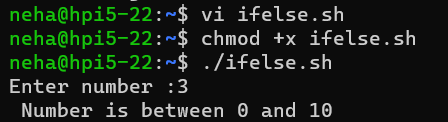 neha@hpi5-22:~$ vi ifelse.sh
neha@hpi5-22:~$ chmod +x ifelse.sh
neha@hpi5-22:~$ ./ifelse.sh
Enter number :3
 Number is between 0 and 10